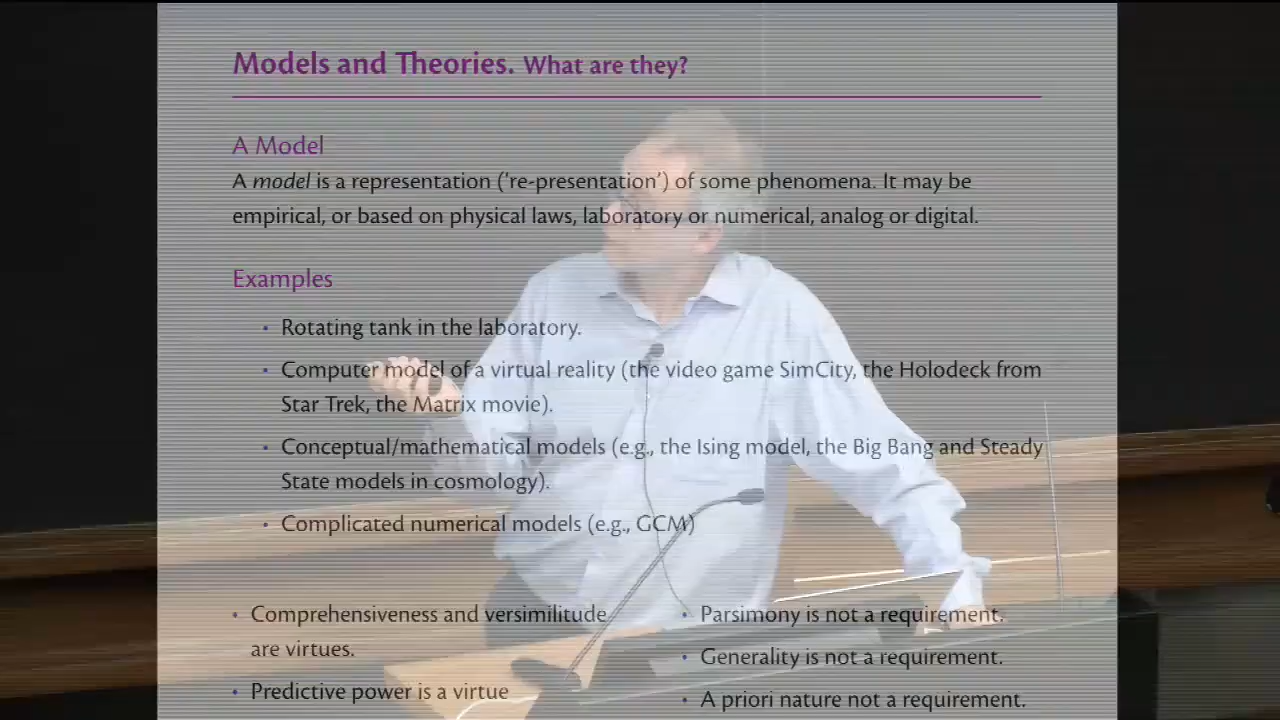 Models and Theories. What are they?
A Model
A model is a representation ('re-presentation') of some phenomena. It may be
empirical, or based on physical laws, laboratory or numerical, analog or digital.
Examples
• Rotating tank in the laboratory.
• Computer model of a virtual reality (the video game SimCity, the Holodeck from
Star Trek, the Matrix movie).
• Conceptual/mathematical models (e.g., the Ising model, the Big Bang and Steady
State models in cosmology).
• Complicated numerical models (e.g., GCM)
• Comprehensiveness and versimilitude
are virtues.
• Predictive power is a virtue
• Parsimony is not a requirement.
• Generality is not a requirement.
• A priori nature not a requirement.